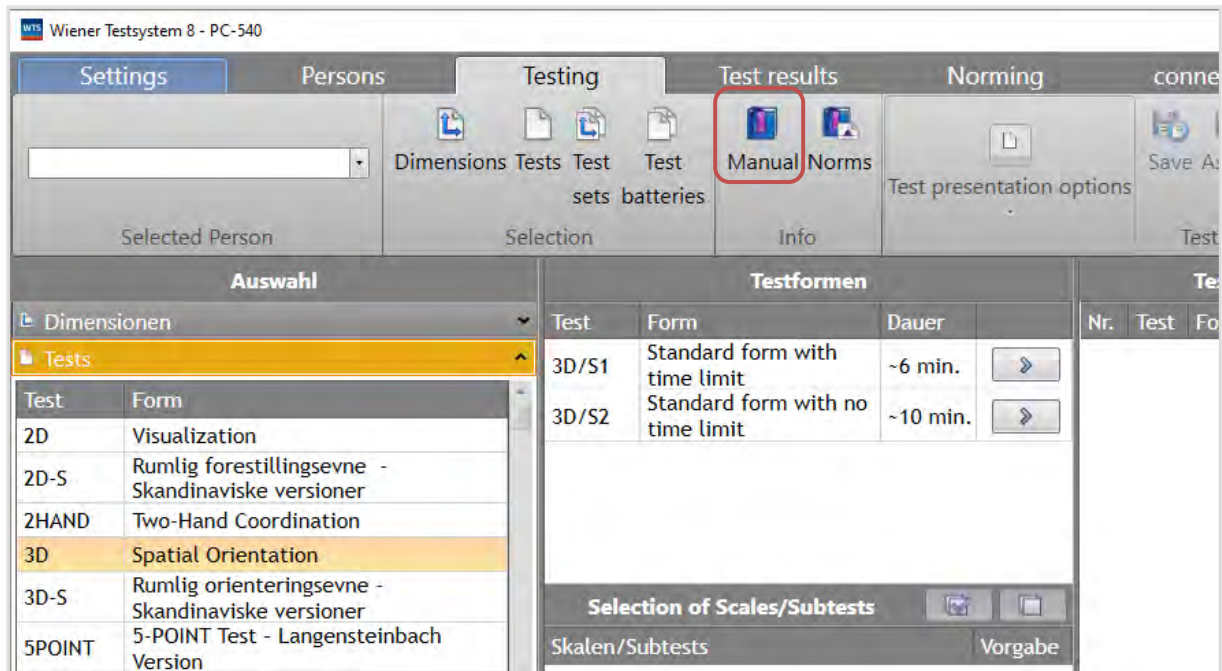 WTS Wiener Testsystem 8 - PC-540
Settings Persons Testing Test results Norming conne
Dimensions Tests Test sets Test batteries Manual Norms Test presentation options Save
Selected Person Selection Info Test
Auswahl
Dimensionen
Tests
Test Form
2D Visualization
2D-S Rumlig forestillingsevne -
Skandinaviske versioner
2HAND Two-Hand Coordination
3D Spatial Orientation
3D-S Rumlig orienteringsevne -
Skandinaviske versioner
5POINT 5-POINT Test - Langensteinbach
Version
Testformen
Test Form Dauer
3D/S1 Standard form with
time limit ~6 min.
3D/S2 Standard form with no
time limit ~10 min.
Selection of Scales/Subtests
Skalen/Subtests Vorgabe
Nr. Test Fo